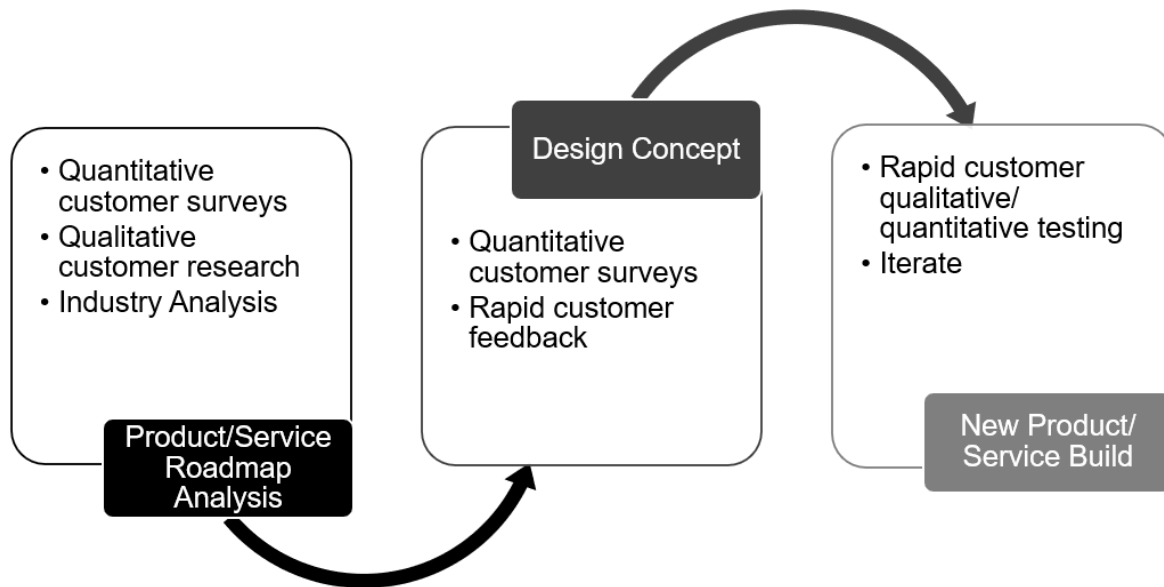 • Quantitative
customer surveys
• Qualitative
customer research
• Industry Analysis
Product/Service
Roadmap
Analysis
Design Concept
• Quantitative
customer surveys
• Rapid customer
feedback
• Rapid customer
qualitative/
quantitative testing
• Iterate
New Product/
Service Build